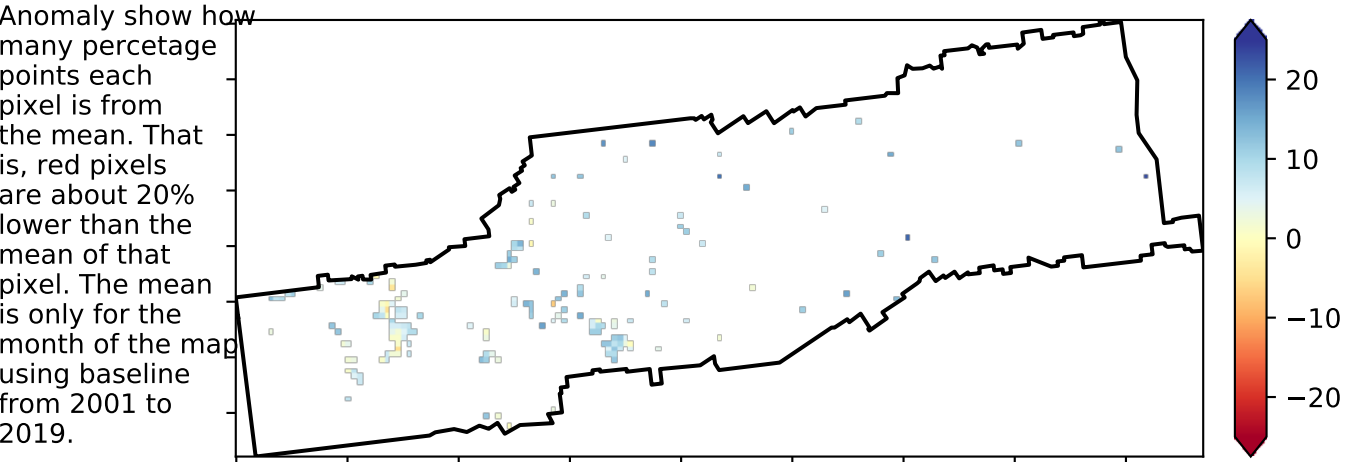 Anomaly show how
many percetage
points each
pixel is from
the mean. That
is, red pixels
are about 20%
lower than the
mean of that
pixel. The mean
is only for the
month of the map
using baseline
from 2001 to
2019.
20
10
0
−10
−20